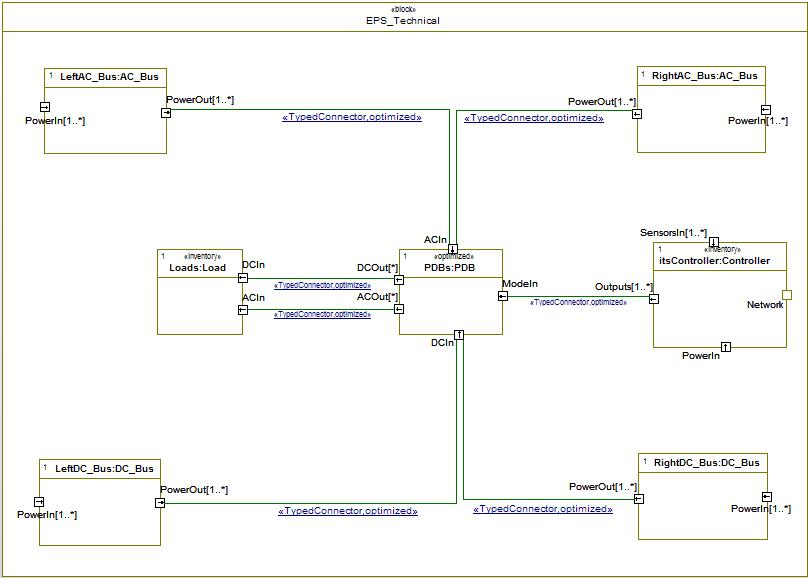 «block»
EPS_Technical
1 LeftAC_Bus:AC_Bus
PowerIn[1..*]
PowerOut[1..*]
«TypedConnector,optimized»
«TypedConnector,optimized»
1 RightAC_Bus:AC_Bus
PowerOut[1..*]
PowerIn[1..*]
1 «Inventory»
Loads:Load
DCIn
ACIn
«TypedConnector,optimized»
«TypedConnector,optimized»
ACIn
1 «optimized»
PDBs:PDB
DCOut[*]
ACOut[*]
ModeIn
DCIn
«TypedConnector,optimized»
SensorsIn[1..*]
1 «Inventory»
itsController:Controller
Outputs[1..*]
Network
PowerIn
1 LeftDC_Bus:DC_Bus
PowerIn[1..*]
PowerOut[1..*]
«TypedConnector,optimized»
«TypedConnector,optimized»
1 RightDC_Bus:DC_Bus
PowerOut[1..*]
PowerIn[1..*]